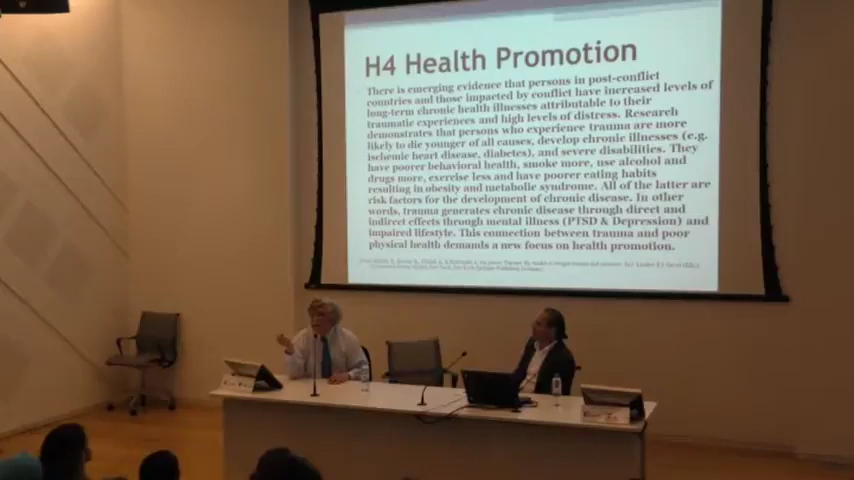 H4 Health Promotion
There is emerging evidence that persons in post-conflict
countries and those impacted by conflict have increased levels of
long-term chronic health illnesses attributable to their
traumatic experiences and high levels of distress. Research
demonstrates that persons who experience trauma are more
likely to die younger of all causes, develop chronic illnesses (e.g.
ischemic heart disease, diabetes), and severe disabilities. They
have poorer behavioral health, smoke more, use alcohol and
drugs more, exercise less and have poorer eating habits
resulting in obesity and metabolic syndrome. All of the latter are
risk factors for the development of chronic disease. In other
words, trauma generates chronic disease through direct and
indirect effects through mental illness (PTSD & Depression) and
impaired lifestyle. This connection between trauma and poor
physical health demands a new focus on health promotion.